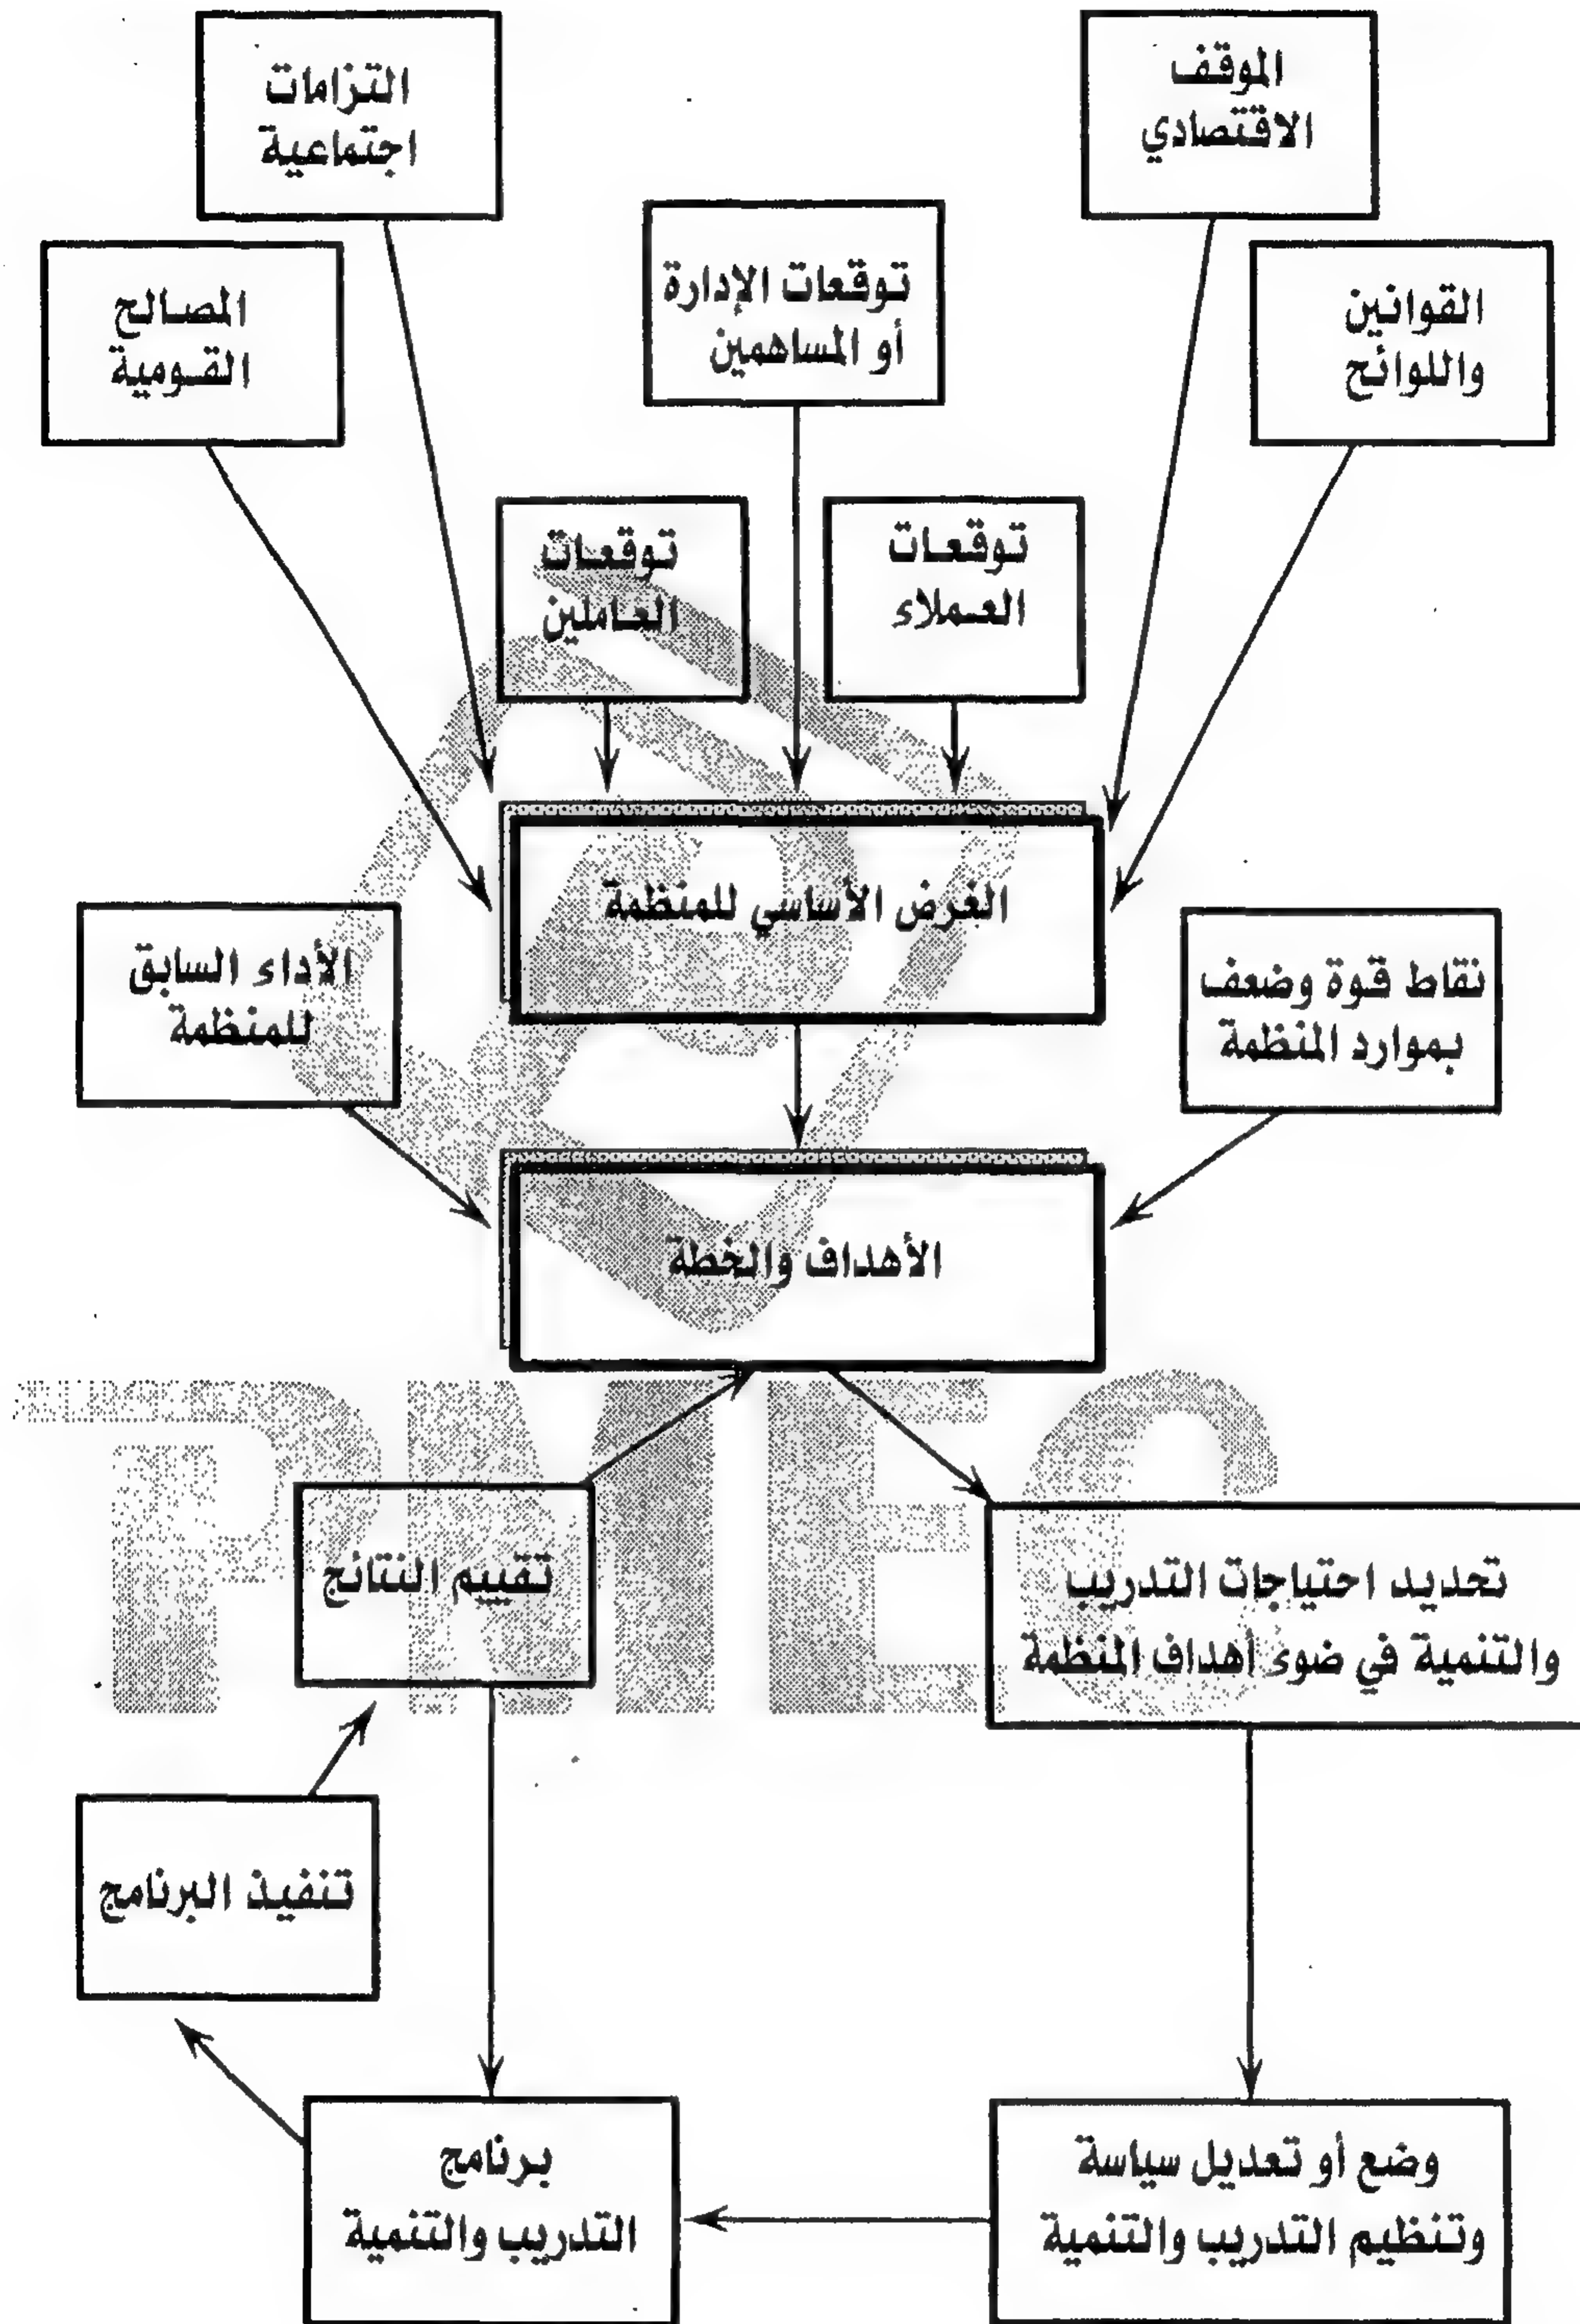 الموقف
الاقتصادي
التزامات
اجتماعية
توقعات الإدارة
أو المساهمين
القوانين
واللوائح
المصالح
القومية
توقعات
العملاء
توقعات
العاملين
الغرض الأساسي للمنظمة
نقاط قوة وضعف
بموارد المنظمة
الأداء السابق
للمنظمة
الأهداف والخطة
تحديد احتياجات التدريب
والتنمية في ضوء أهداف المنظمة
تقييم النتائج
تنفيذ البرنامج
وضع أو تعديل سياسة
وتنظيم التدريب والتنمية
برنامج
التدريب والتنمية
PMEC